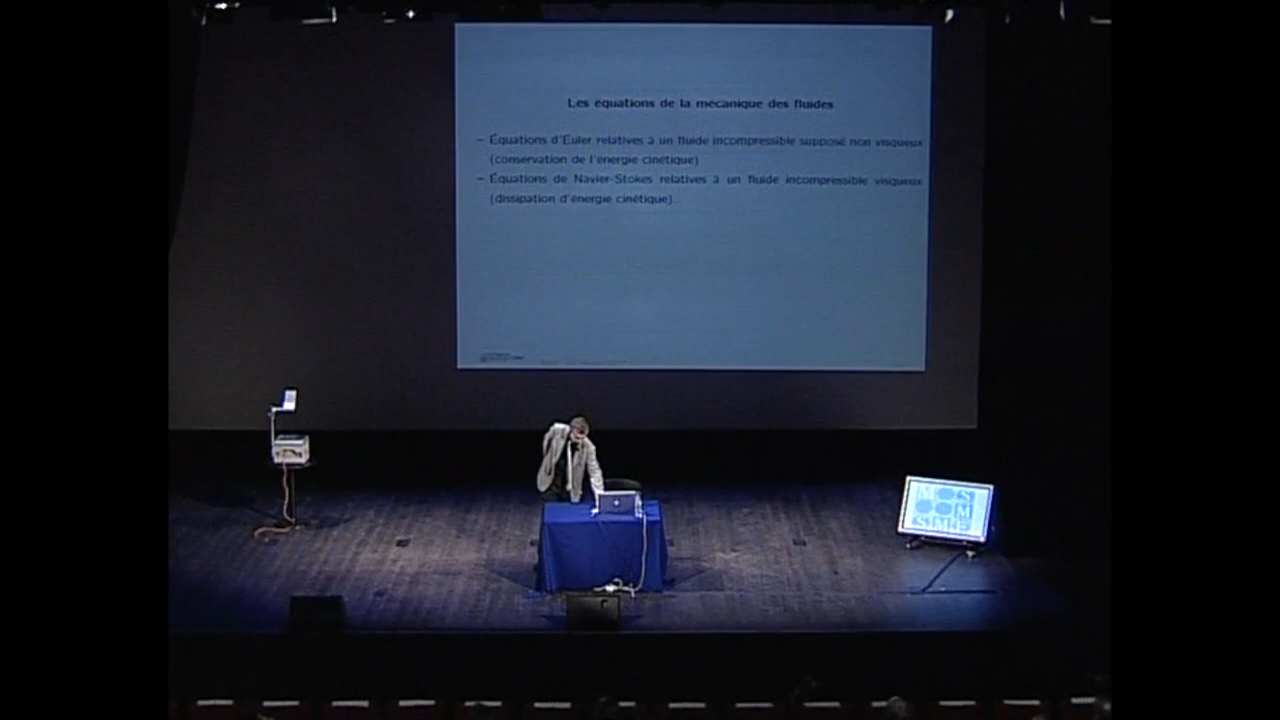 Les équations de la mécanique des fluides
– Équations d'Euler relatives à un fluide incompressible supposé non visqueux
(conservation de l'énergie cinétique)
– Équations de Navier-Stokes relatives à un fluide incompressible visqueux
(dissipation d'énergie cinétique).